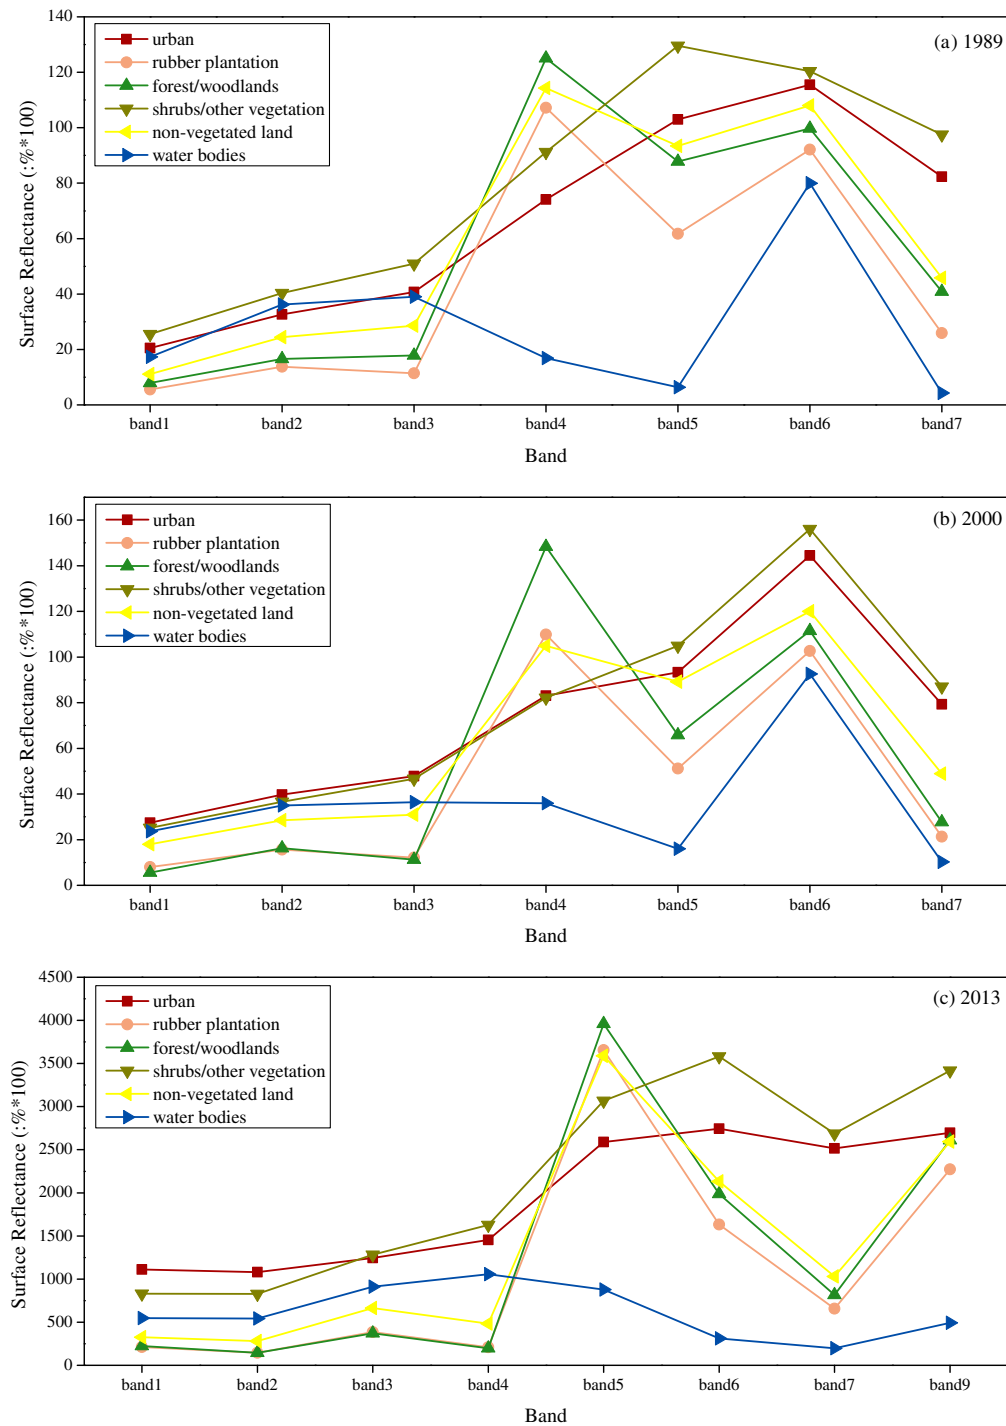 (a) 1989
urban
rubber plantation
forest/woodlands
shrubs/other vegetation
non-vegetated land
water bodies
Surface Reflectance (:%*100)
140
120
100
80
60
40
20
0
band1 band2 band3 band4 band5 band6 band7
Band
(b) 2000
urban
rubber plantation
forest/woodlands
shrubs/other vegetation
non-vegetated land
water bodies
Surface Reflectance (:%*100)
160
140
120
100
80
60
40
20
0
band1 band2 band3 band4 band5 band6 band7
Band
(c) 2013
urban
rubber plantation
forest/woodlands
shrubs/other vegetation
non-vegetated land
water bodies
Surface Reflectance (:%*100)
4500
4000
3500
3000
2500
2000
1500
1000
500
0
band1 band2 band3 band4 band5 band6 band7 band9
Band